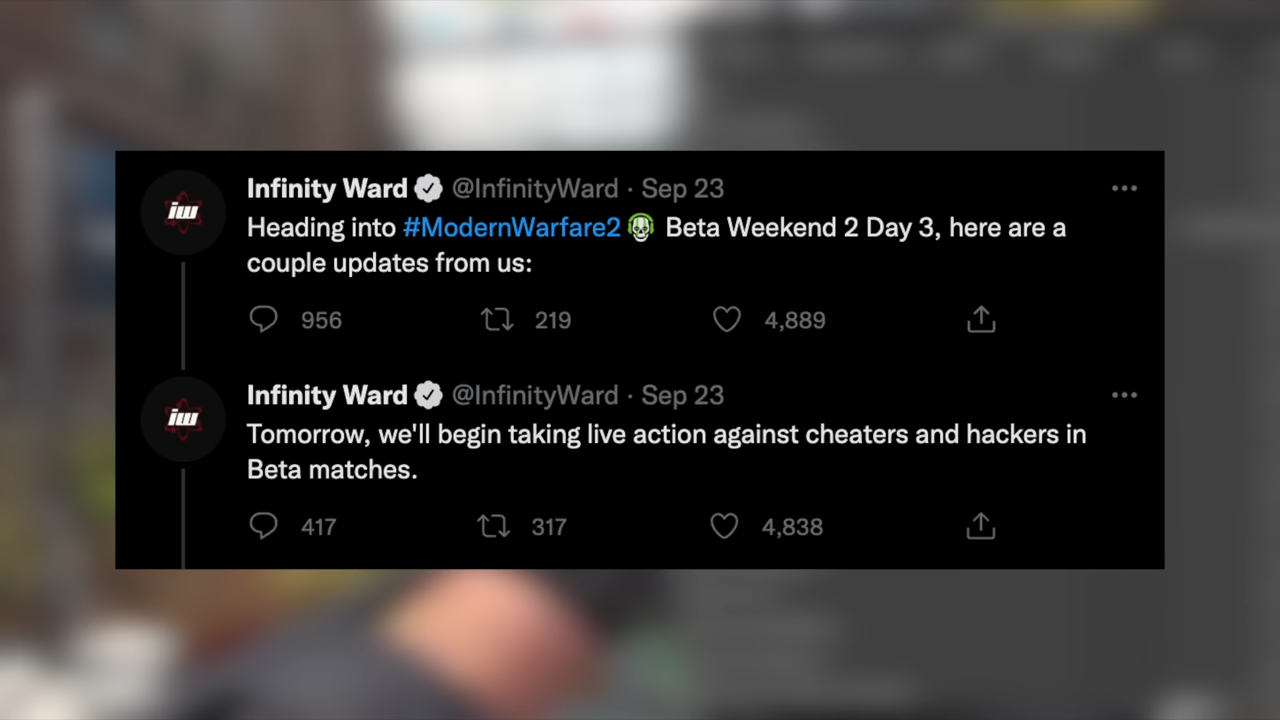 iw
Infinity Ward @InfinityWard · Sep 23
Heading into #ModernWarfare2 Beta Weekend 2 Day 3, here are a
couple updates from us:
956 219 4,889
iw
Infinity Ward @InfinityWard · Sep 23
Tomorrow, we'll begin taking live action against cheaters and hackers in
Beta matches.
417 317 4,838